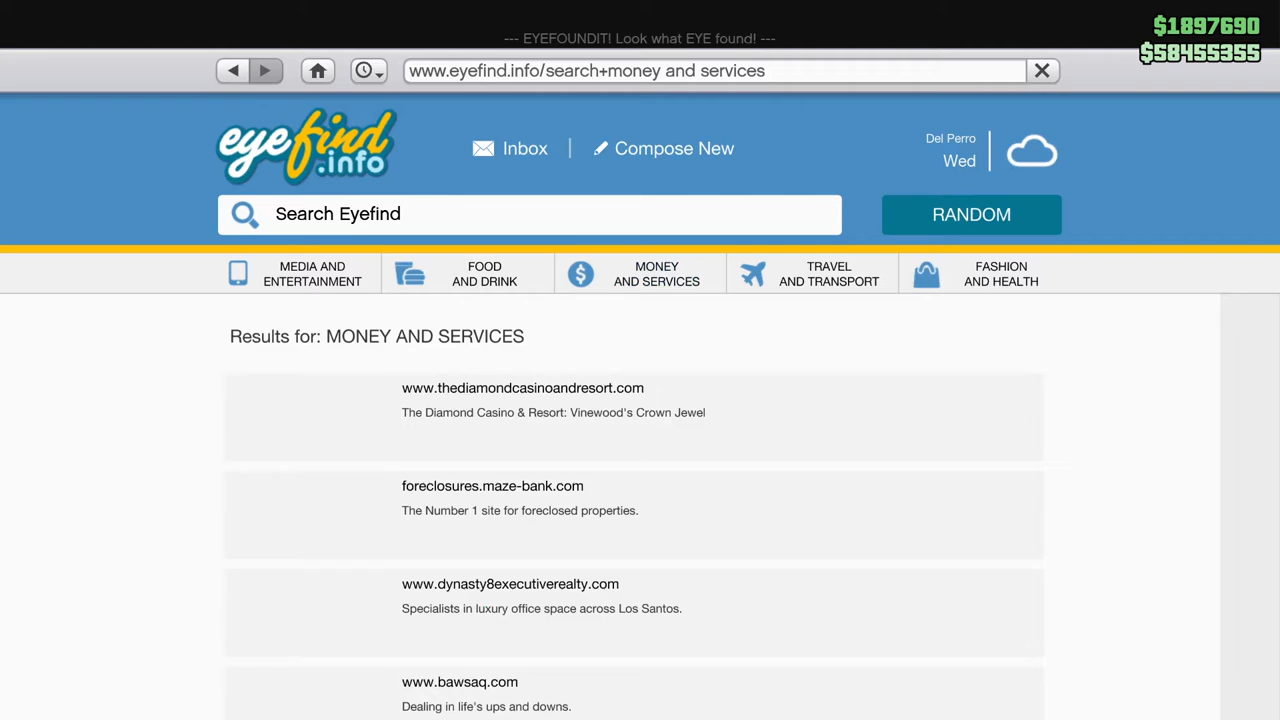 $1897690
--- EYEFOUNDIT! Look what EYE found! ---
$58455355
www.eyefind.info/search+money and services
eyefind
.info
Inbox
Compose New
Del Perro
Wed
Search Eyefind
RANDOM
MEDIA AND
ENTERTAINMENT
FOOD
AND DRINK
MONEY
AND SERVICES
TRAVEL
AND TRANSPORT
FASHION
AND HEALTH
Results for: MONEY AND SERVICES
www.thediamondcasinoandresort.com
The Diamond Casino & Resort: Vinewood's Crown Jewel
foreclosures.maze-bank.com
The Number 1 site for foreclosed properties.
www.dynasty8executiverealty.com
Specialists in luxury office space across Los Santos.
www.bawsaq.com
Dealing in life's ups and downs.